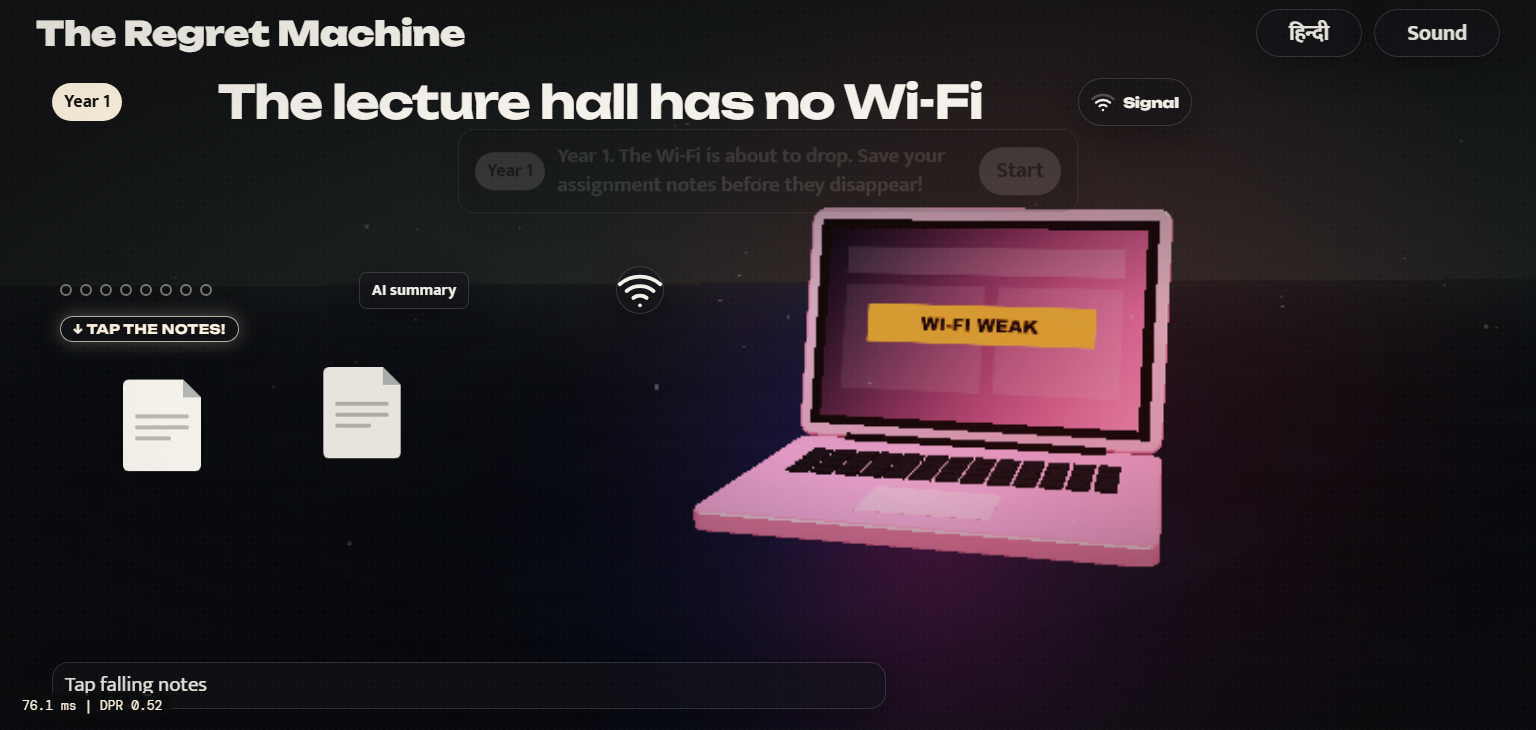 The Regret Machine
हिन्दी
Sound
Year 1
The lecture hall has no Wi-Fi
Signal
Year 1
Year 1. The Wi-Fi is about to drop. Save your
assignment notes before they disappear!
Start
AI summary
↓ TAP THE NOTES!
WI-FI WEAK
Tap falling notes
76.1 ms | DPR 0.52